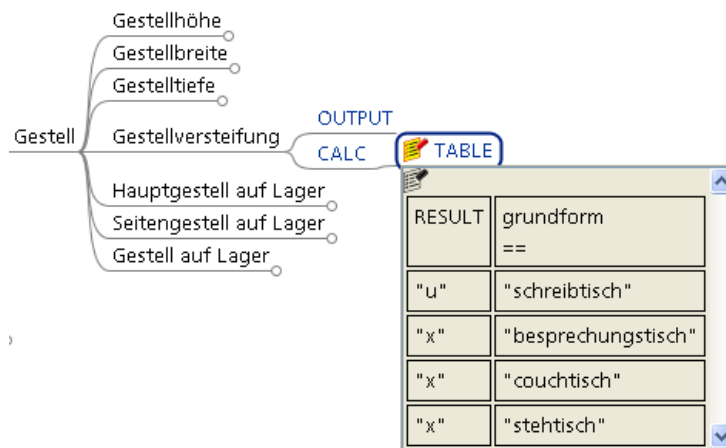 Gestellhöhe
Gestellbreite
Gestelltiefe
OUTPUT
Gestell
Gestellversteifung
CALC
TABLE
Hauptgestell auf Lager
Seitengestell auf Lager
Gestell auf Lager
RESULT grundform
==
"u" "schreibtisch"
"x" "besprechungstisch"
"x" "couchtisch"
"x" "stehtisch"